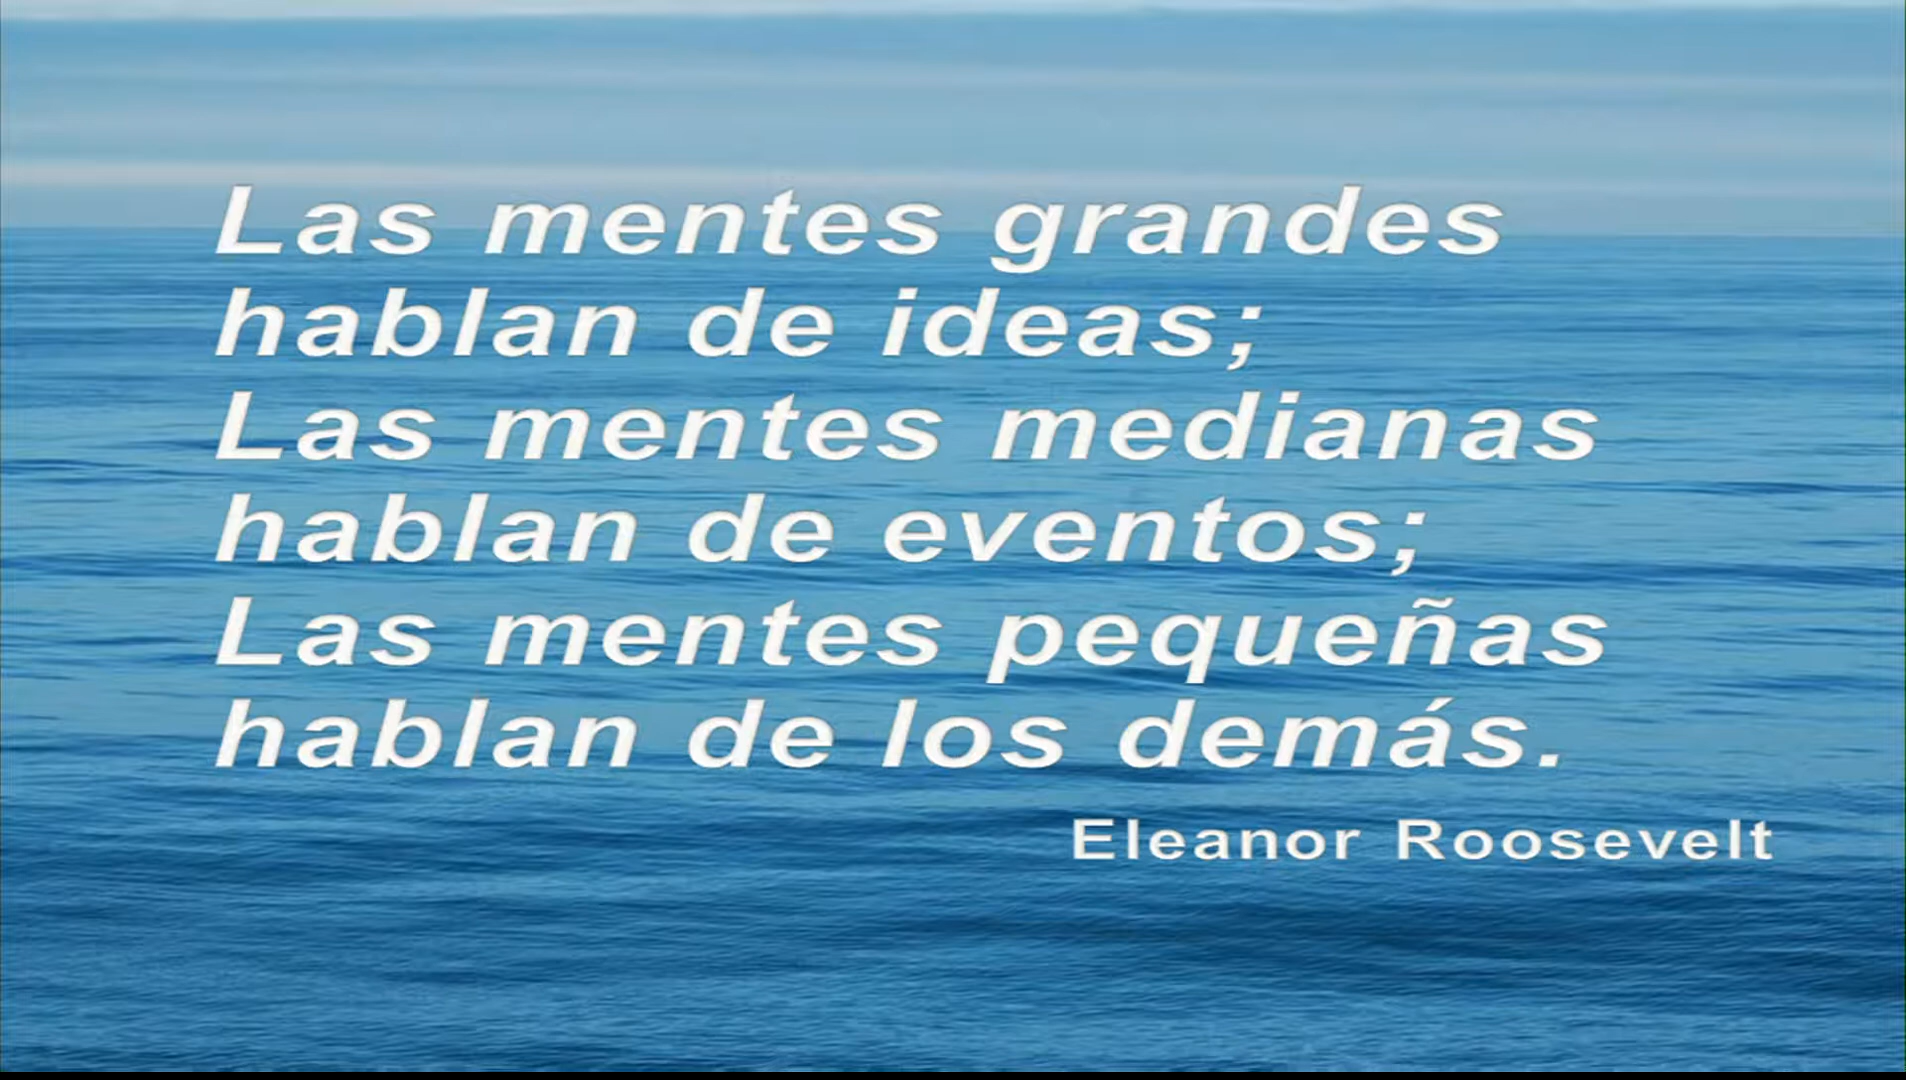 Las mentes grandes
hablan de ideas;
Las mentes medianas
hablan de eventos;
Las mentes pequeñas
hablan de los demás.
Eleanor Roosevelt